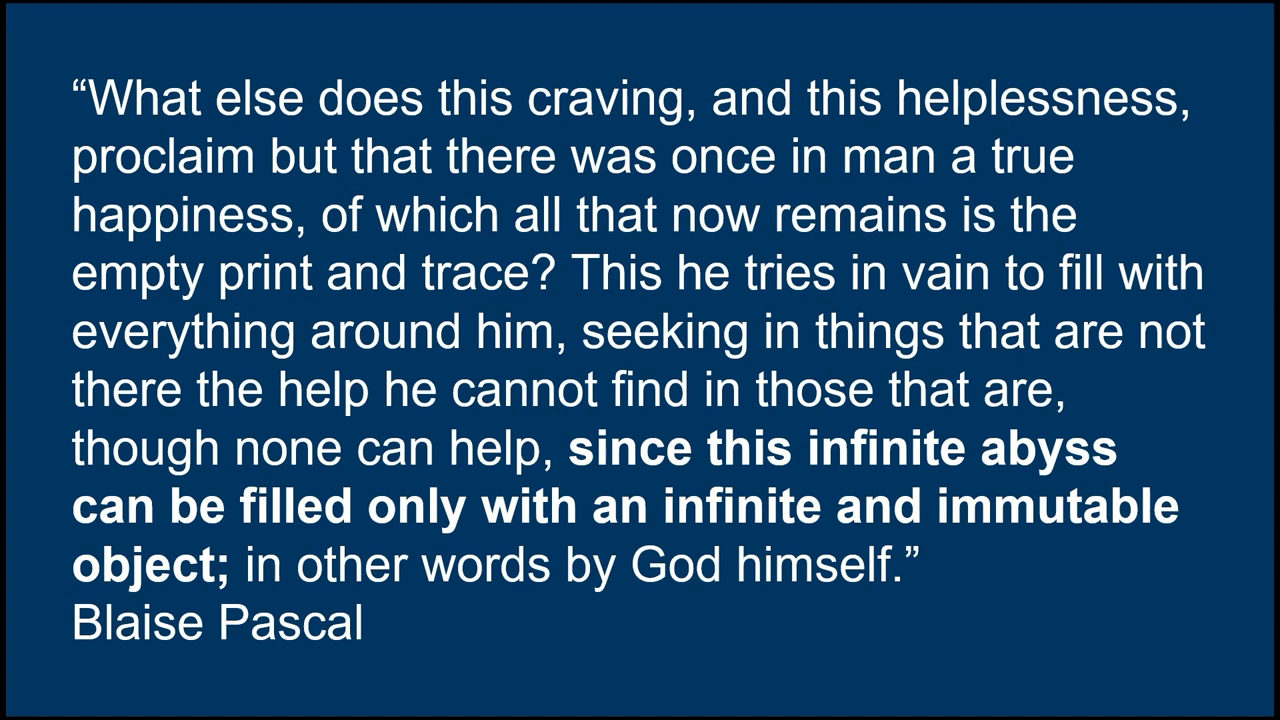 “What else does this craving, and this helplessness,
proclaim but that there was once in man a true
happiness, of which all that now remains is the
empty print and trace? This he tries in vain to fill with
everything around him, seeking in things that are not
there the help he cannot find in those that are,
though none can help, since this infinite abyss
can be filled only with an infinite and immutable
object; in other words by God himself.”
Blaise Pascal